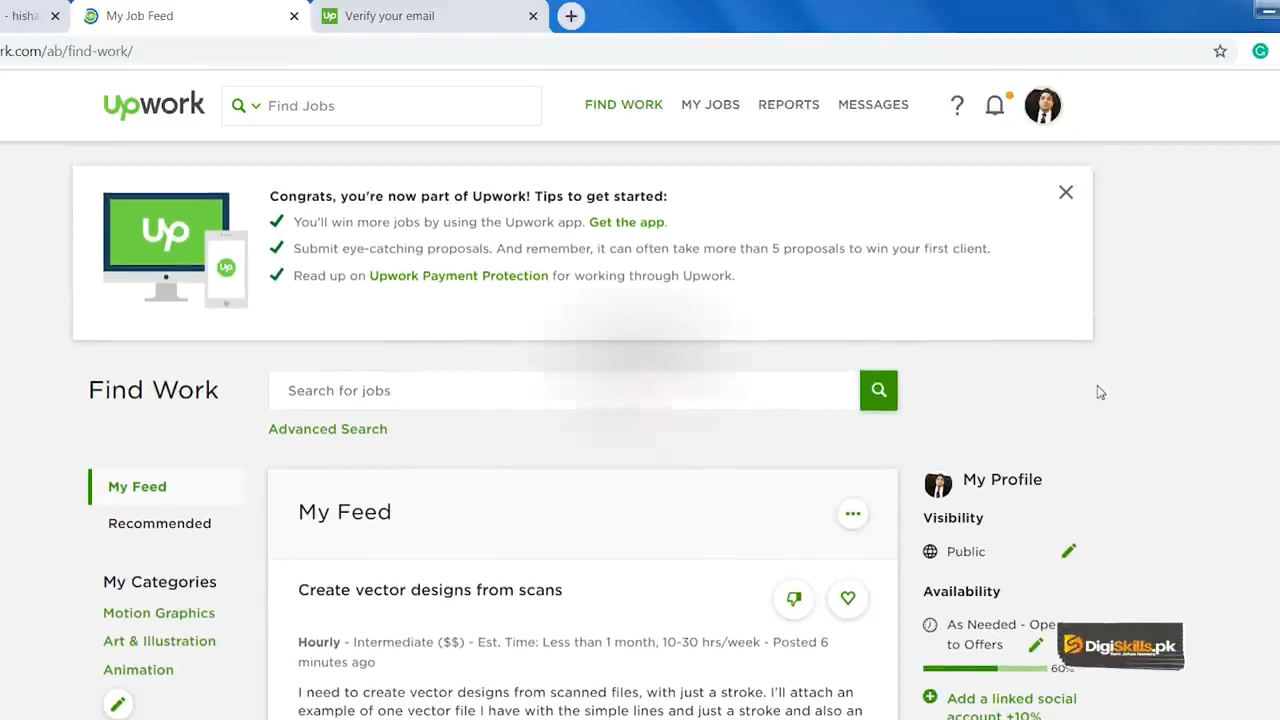 - hisha
My Job Feed
Verify your email
rk.com/ab/find-work/
upwork
Find Jobs
FIND WORK
MY JOBS
REPORTS
MESSAGES
Congrats, you're now part of Upwork! Tips to get started:
You'll win more jobs by using the Upwork app. Get the app.
Submit eye-catching proposals. And remember, it can often take more than 5 proposals to win your first client.
Read up on Upwork Payment Protection for working through Upwork.
up
up
Find Work
Search for jobs
Advanced Search
My Feed
Recommended
My Categories
Motion Graphics
Art & Illustration
Animation
My Feed
Create vector designs from scans
Hourly - Intermediate ($$) - Est. Time: Less than 1 month, 10-30 hrs/week - Posted 6
minutes ago
I need to create vector designs from scanned files, with just a stroke. I'll attach an
example of one vector file I have with the simple lines and just a stroke and also an
My Profile
Visibility
Public
Availability
As Needed - Ope
to Offers
60%
Add a linked social
account +10%
DigiSkills.pk